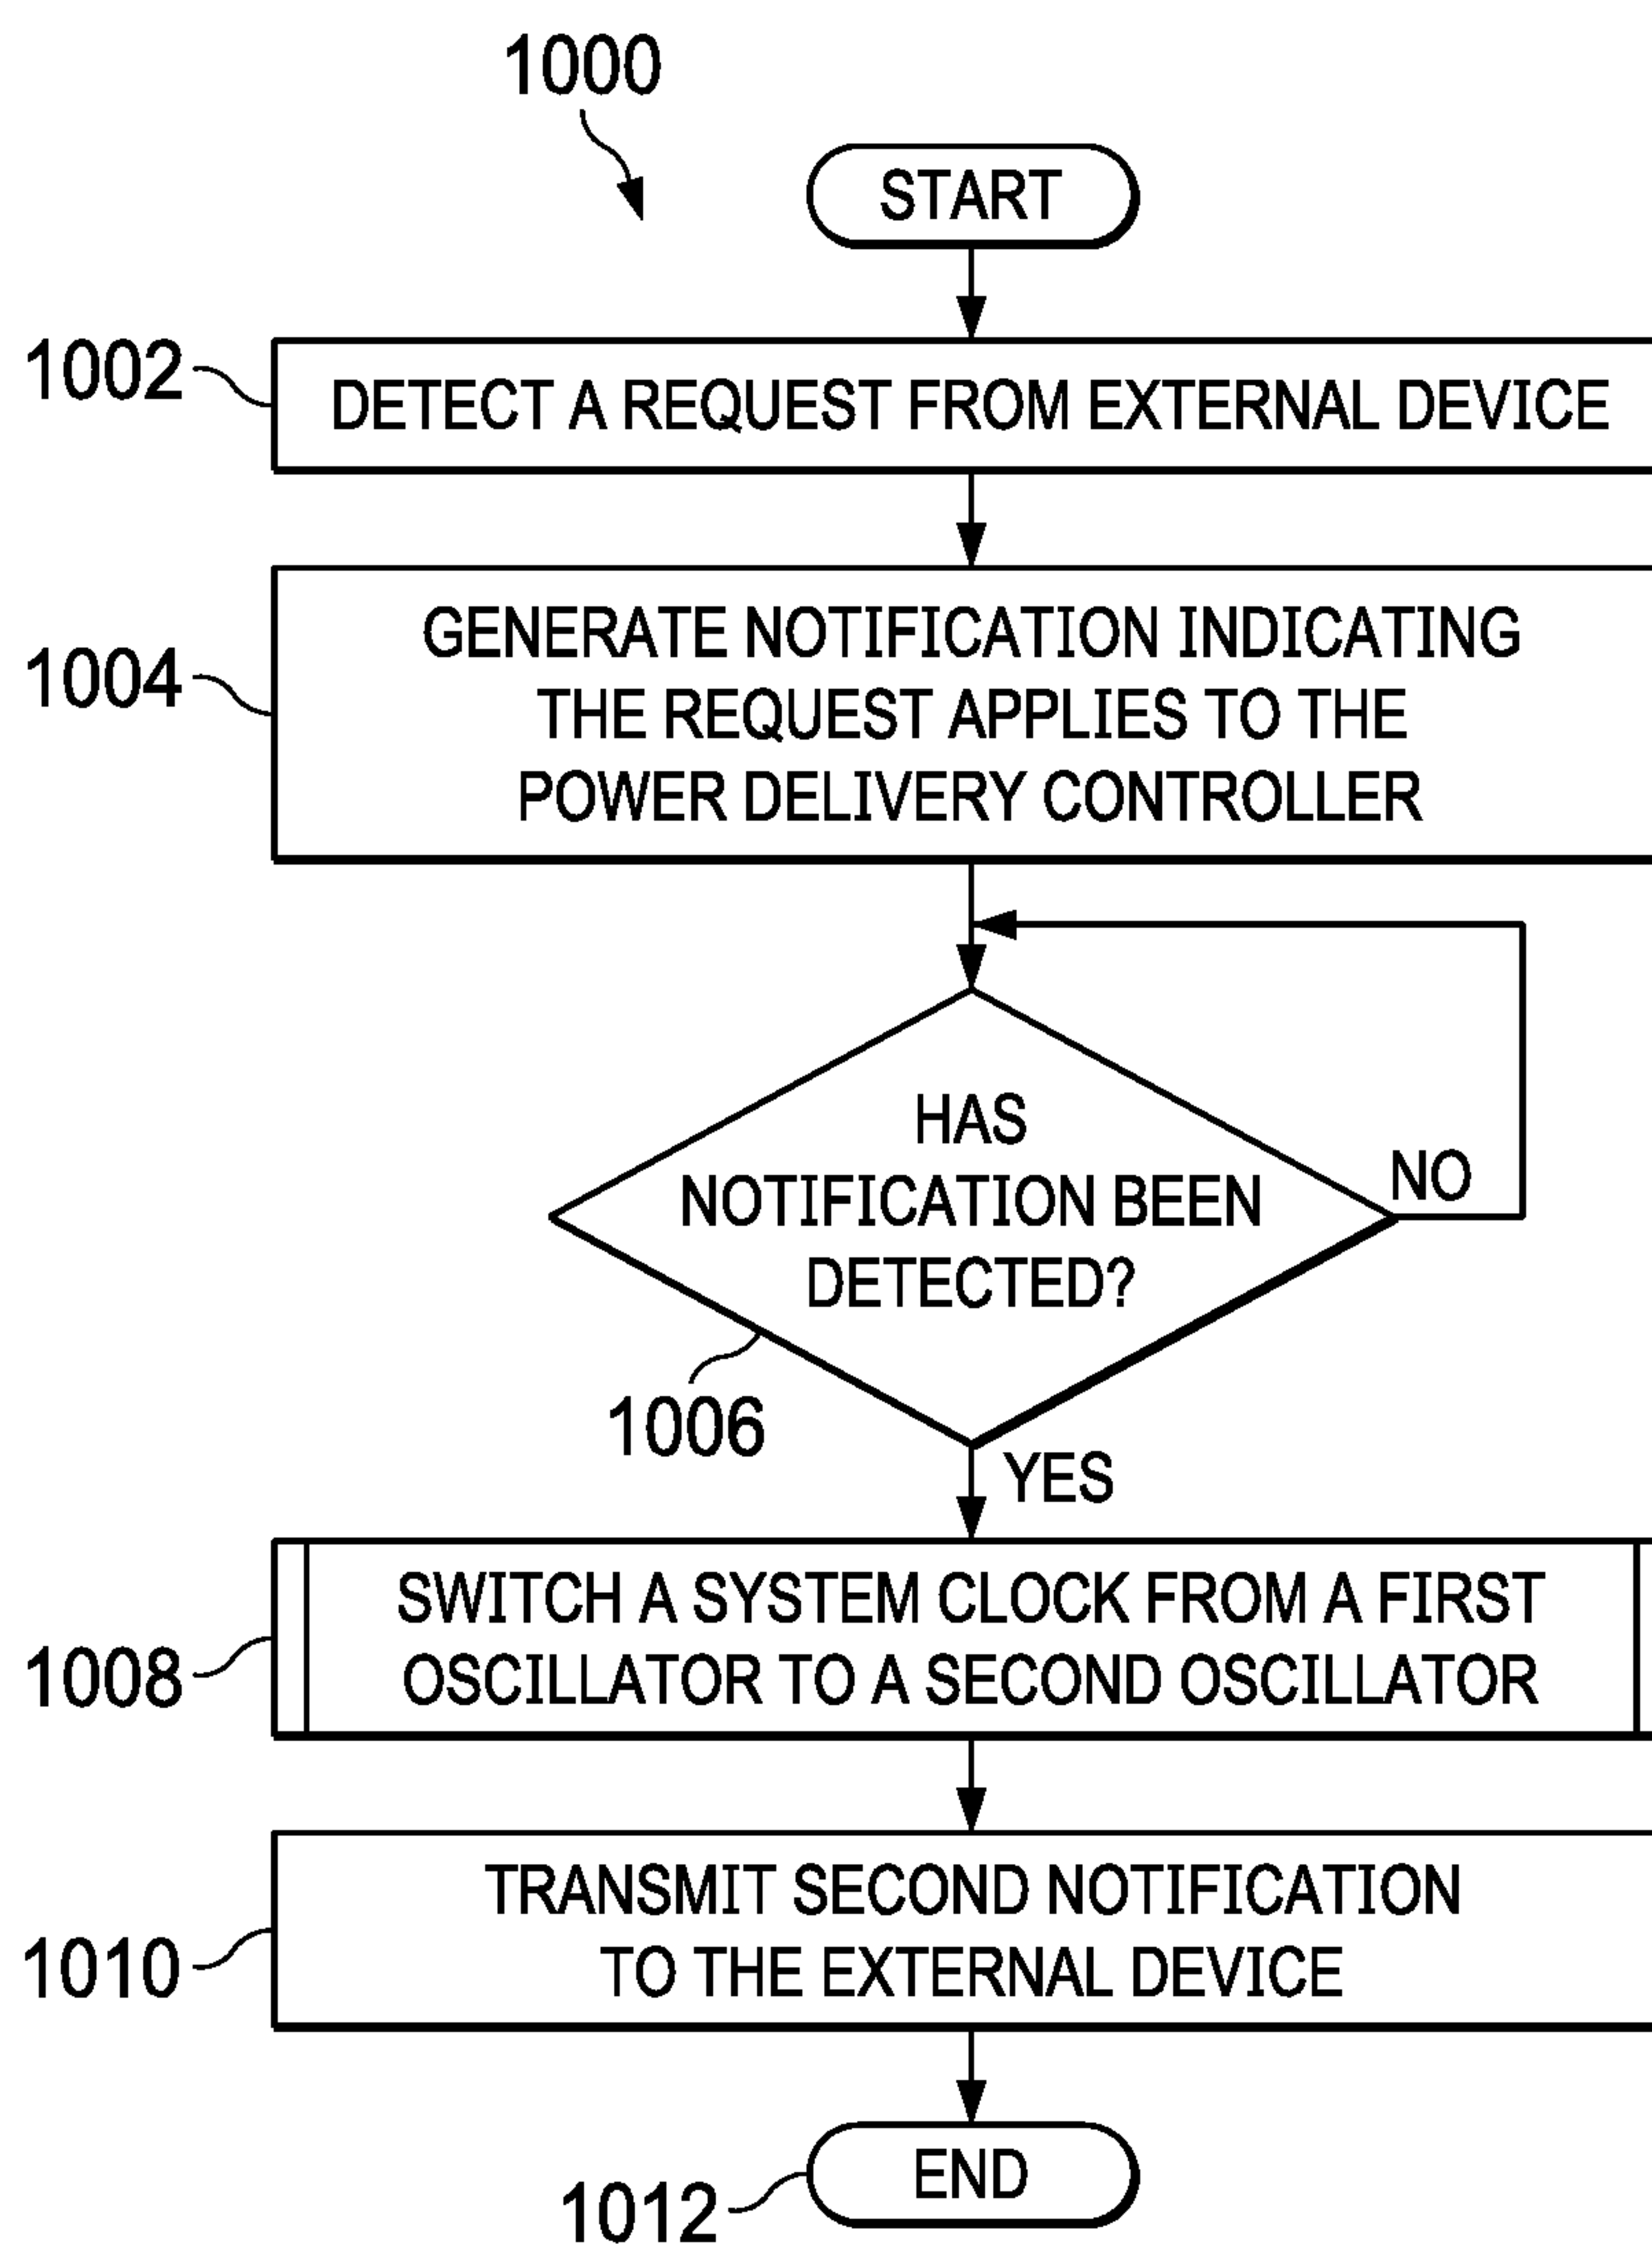 1000
START
1002
DETECT A REQUEST FROM EXTERNAL DEVICE
1004
GENERATE NOTIFICATION INDICATING
THE REQUEST APPLIES TO THE
POWER DELIVERY CONTROLLER
HAS
NOTIFICATION BEEN
DETECTED?
NO
1006
YES
1008
SWITCH A SYSTEM CLOCK FROM A FIRST
OSCILLATOR TO A SECOND OSCILLATOR
1010
TRANSMIT SECOND NOTIFICATION
TO THE EXTERNAL DEVICE
END
1012